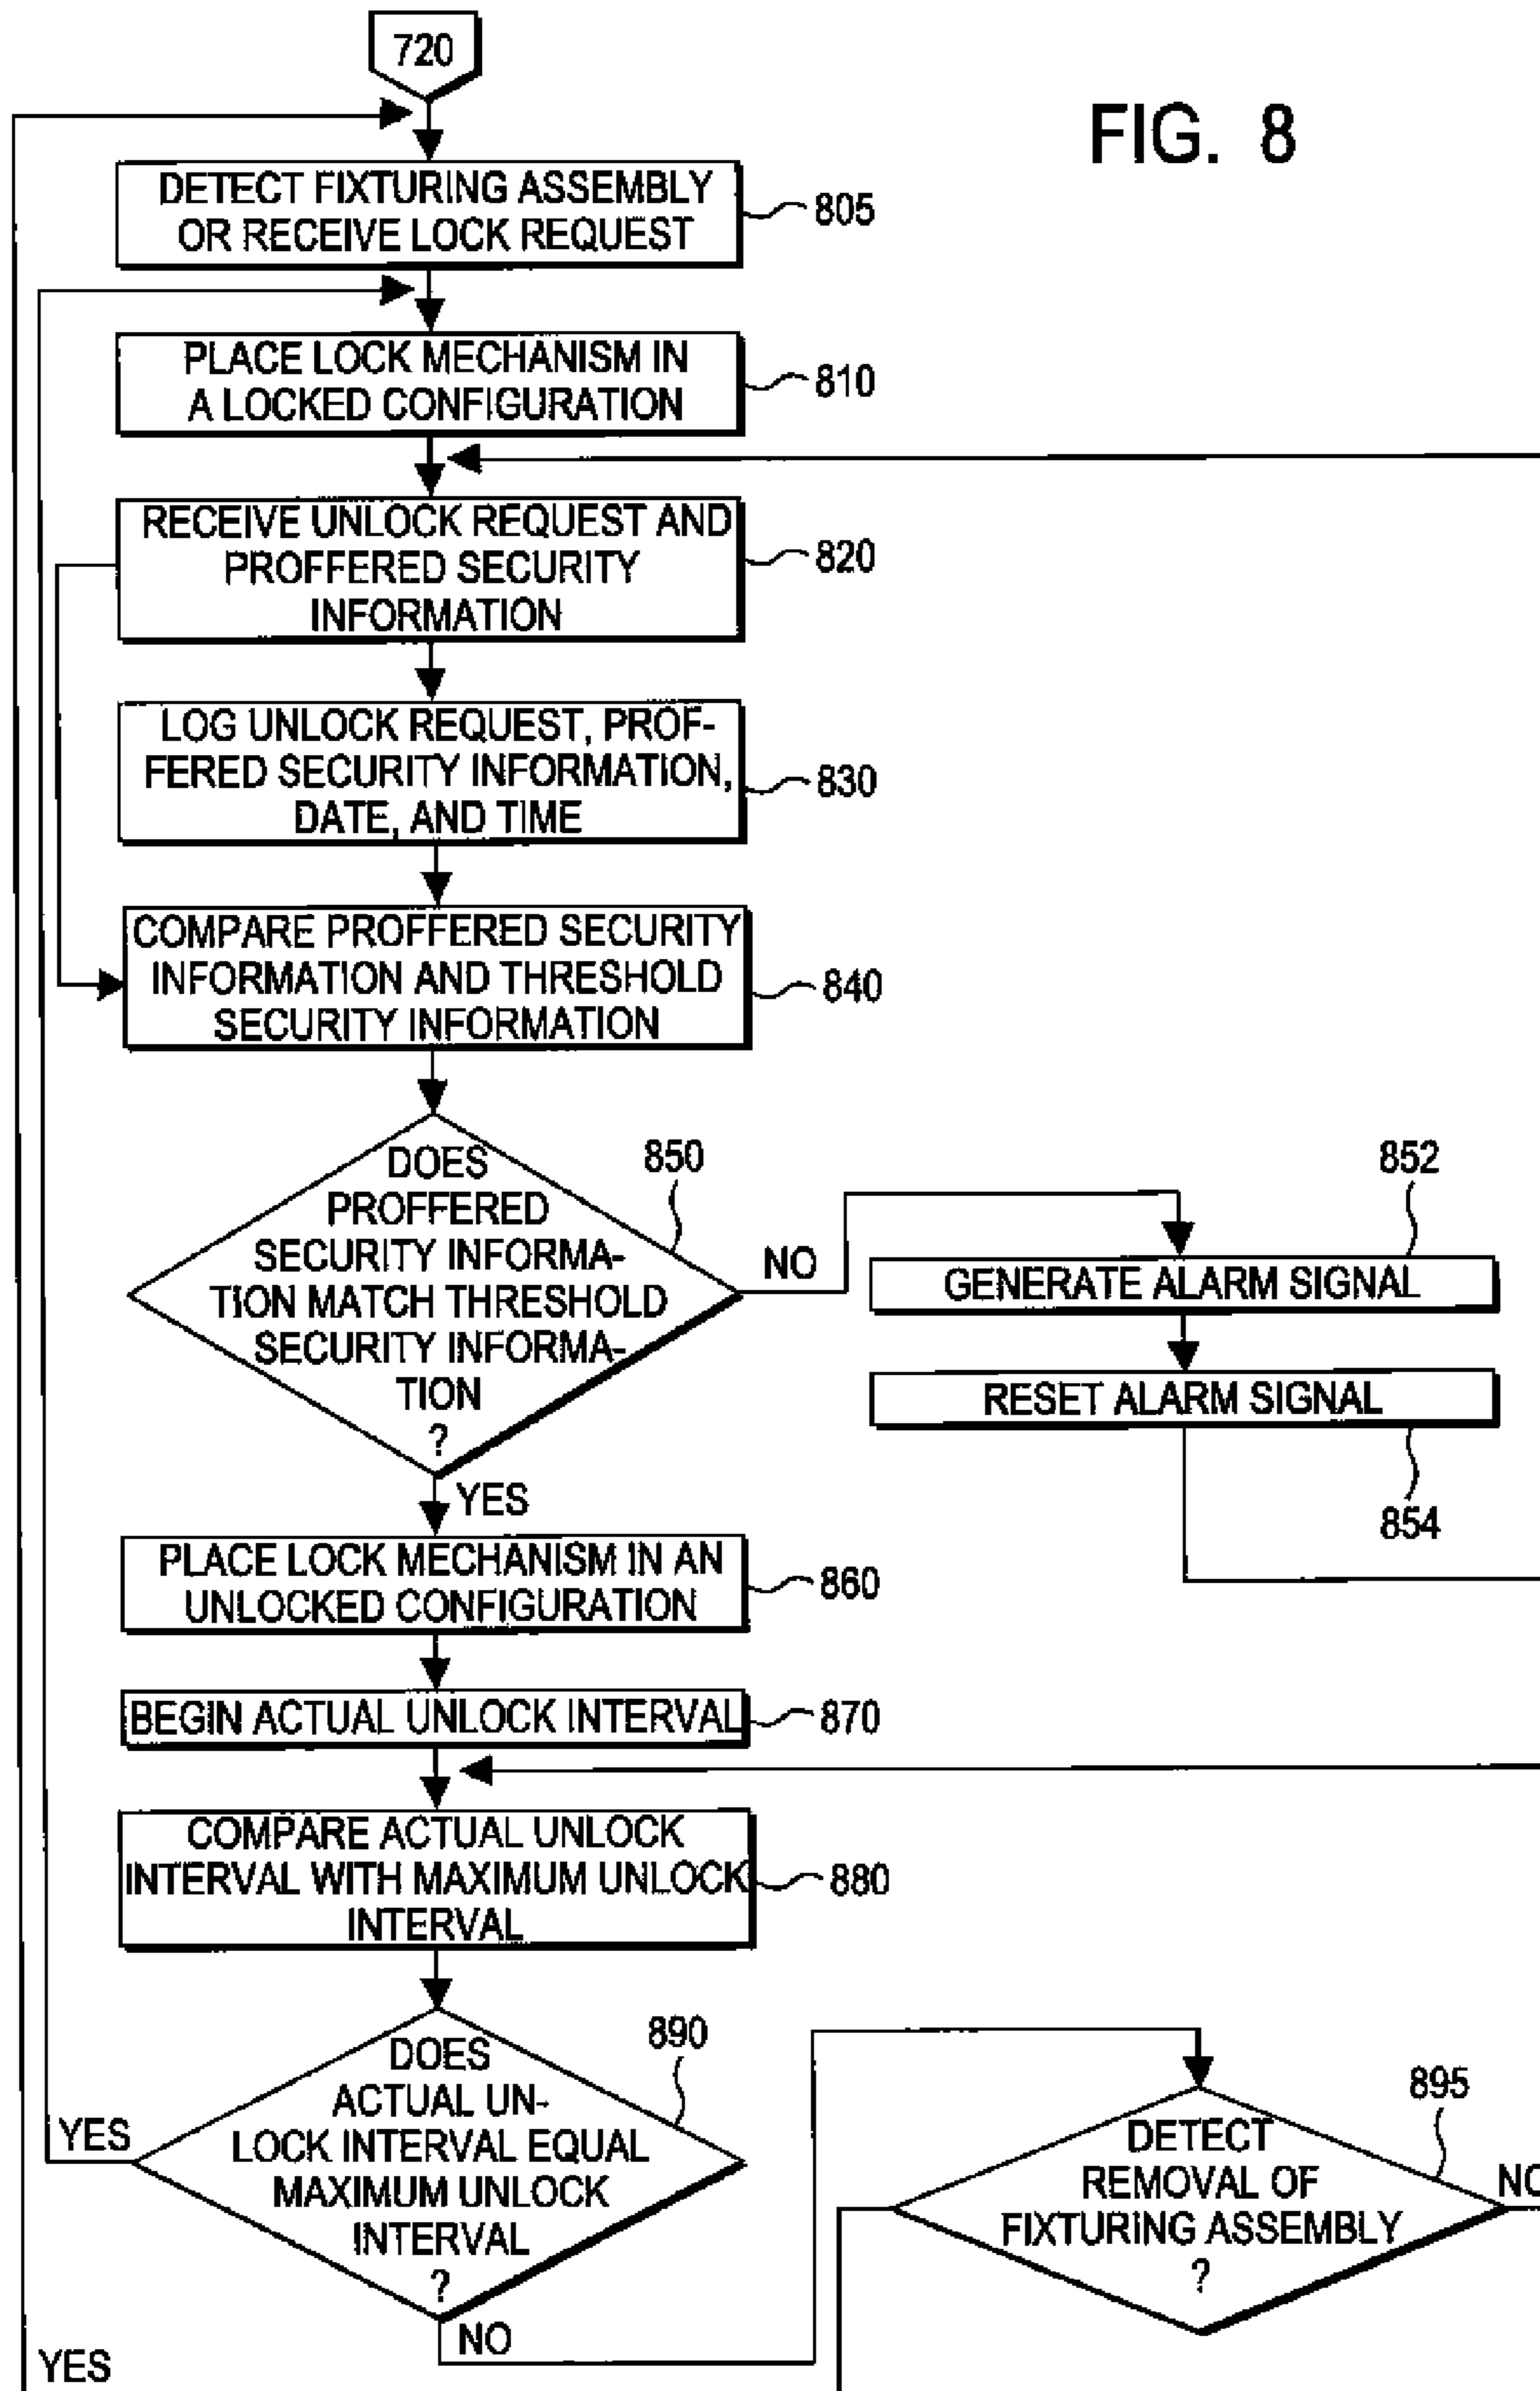 720
FIG. 8
DETECT FIXTURING ASSEMBLY
OR RECEIVE LOCK REQUEST
805
PLACE LOCK MECHANISM IN
A LOCKED CONFIGURATION
810
RECEIVE UNLOCK REQUEST AND
PROFFERED SECURITY
INFORMATION
820
LOG UNLOCK REQUEST, PROF-
FERED SECURITY INFORMATION,
DATE, AND TIME
830
COMPARE PROFFERED SECURITY
INFORMATION AND THRESHOLD
SECURITY INFORMATION
840
DOES
PROFFERED
SECURITY INFORMA-
TION MATCH THRESHOLD
SECURITY INFORMA-
TION
?
850
NO
852
GENERATE ALARM SIGNAL
RESET ALARM SIGNAL
854
YES
PLACE LOCK MECHANISM IN AN
UNLOCKED CONFIGURATION
860
BEGIN ACTUAL UNLOCK INTERVAL
870
COMPARE ACTUAL UNLOCK
INTERVAL WITH MAXIMUM UNLOCK
INTERVAL
880
DOES
ACTUAL UN-
LOCK INTERVAL EQUAL
MAXIMUM UNLOCK
INTERVAL
?
890
YES
NO
DETECT
REMOVAL OF
FIXTURING ASSEMBLY
?
895
NO
YES